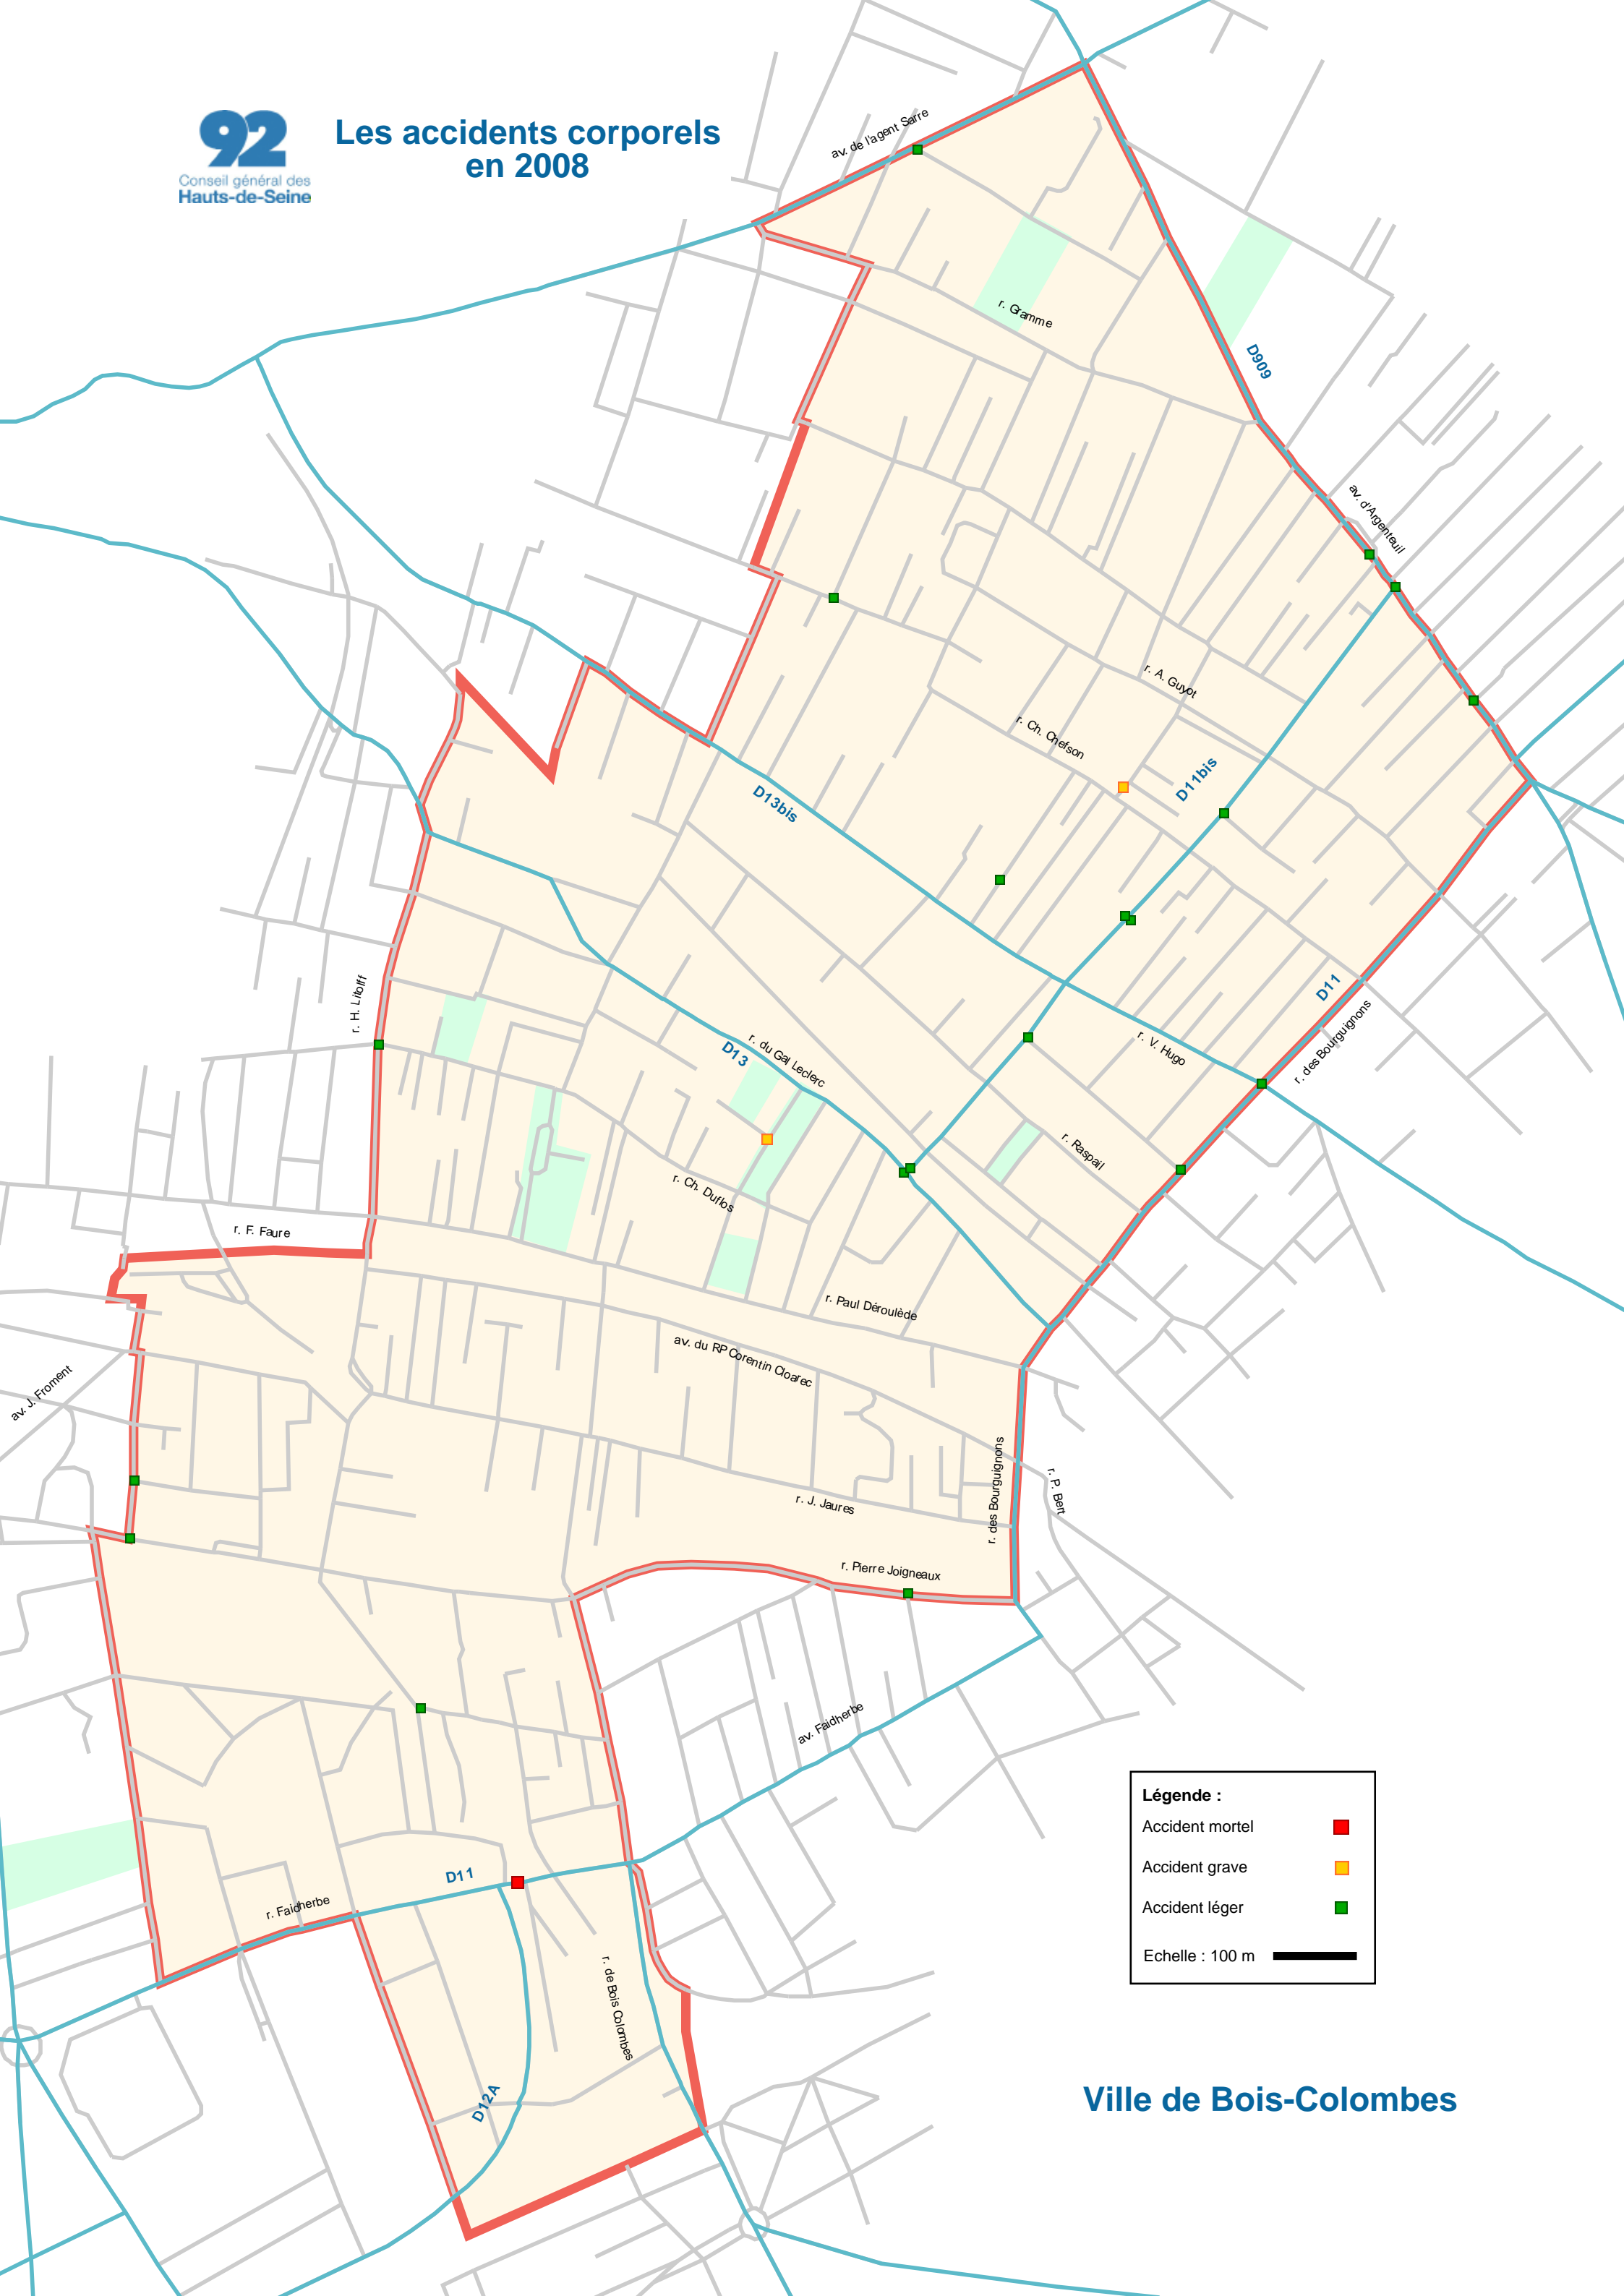 92
Conseil général des
Hauts-de-Seine
Les accidents corporels
en 2008
av. de l'agent Sarre
r. Gramme
D909
av. d'Argenteuil
r. A. Guyot
r. Ch. Chefson
D11bis
D13bis
D11
r. des Bourguignons
r. V. Hugo
r. H. Litolff
D13
r. du Gal Leclerc
r. Raspail
r. Ch. Duflos
r. F. Faure
r. Paul Déroulède
av. du RP Corentin Cloarec
av. J. Froment
r. des Bourguignons
r. P. Bert
r. J. Jaures
r. Pierre Joigneaux
av. Faidherbe
Légende :
Accident mortel
Accident grave
Accident léger
Echelle : 100 m
D11
r. Faidherbe
r. de Bois Colombes
D12A
Ville de Bois-Colombes